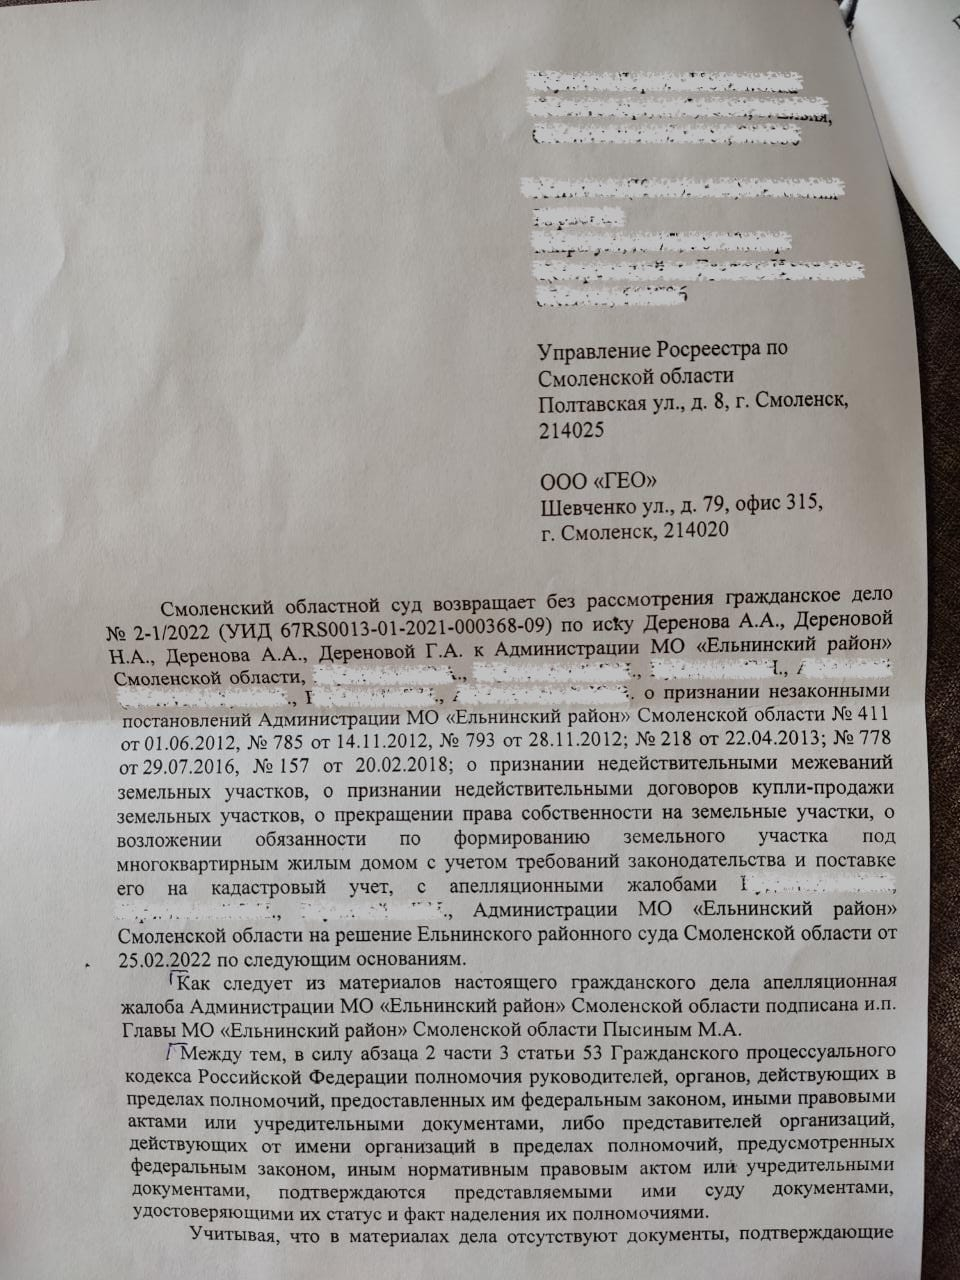 Управление Росреестра по
Смоленской области
Полтавская ул., д. 8, г. Смоленск,
214025
ООО «ГЕО»
Шевченко ул., д. 79, офис 315,
г. Смоленск, 214020
Смоленский областной суд возвращает без рассмотрения гражданское дело
№ 2-1/2022 (УИД 67RS0013-01-2021-000368-09) по иску Деренова А.А., Дереновой
Н.А., Деренова А.А., Дереновой Г.А. к Администрации МО «Ельнинский район»
Смоленской области,
о признании незаконными
постановлений Администрации МО «Ельнинский район» Смоленской области № 411
от 01.06.2012, № 785 от 14.11.2012, № 793 от 28.11.2012; № 218 от 22.04.2013; № 778
от 29.07.2016, № 157 от 20.02.2018; о признании недействительными межеваний
земельных участков, о признании недействительными договоров купли-продажи
земельных участков, о прекращении права собственности на земельные участки, о
возложении обязанности по формированию земельного участка под
многоквартирным жилым домом с учетом требований законодательства и поставке
его на кадастровый учет, с апелляционными жалобами
Администрации МО «Ельнинский район»
Смоленской области на решение Ельнинского районного суда Смоленской области от
25.02.2022 по следующим основаниям.
Как следует из материалов настоящего гражданского дела апелляционная
жалоба Администрации МО «Ельнинский район» Смоленской области подписана и.п.
Главы МО «Ельнинский район» Смоленской области Пысиным М.А.
Между тем, в силу абзаца 2 части 3 статьи 53 Гражданского процессуального
кодекса Российской Федерации полномочия руководителей, органов, действующих в
пределах полномочий, предоставленных им федеральным законом, иными правовыми
актами или учредительными документами, либо представителей организаций,
действующих от имени организаций в пределах полномочий, предусмотренных
федеральным законом, иным нормативным правовым актом или учредительными
документами, подтверждаются представляемыми ими суду документами,
удостоверяющими их статус и факт наделения их полномочиями.
Учитывая, что в материалах дела отсутствуют документы, подтверждающие